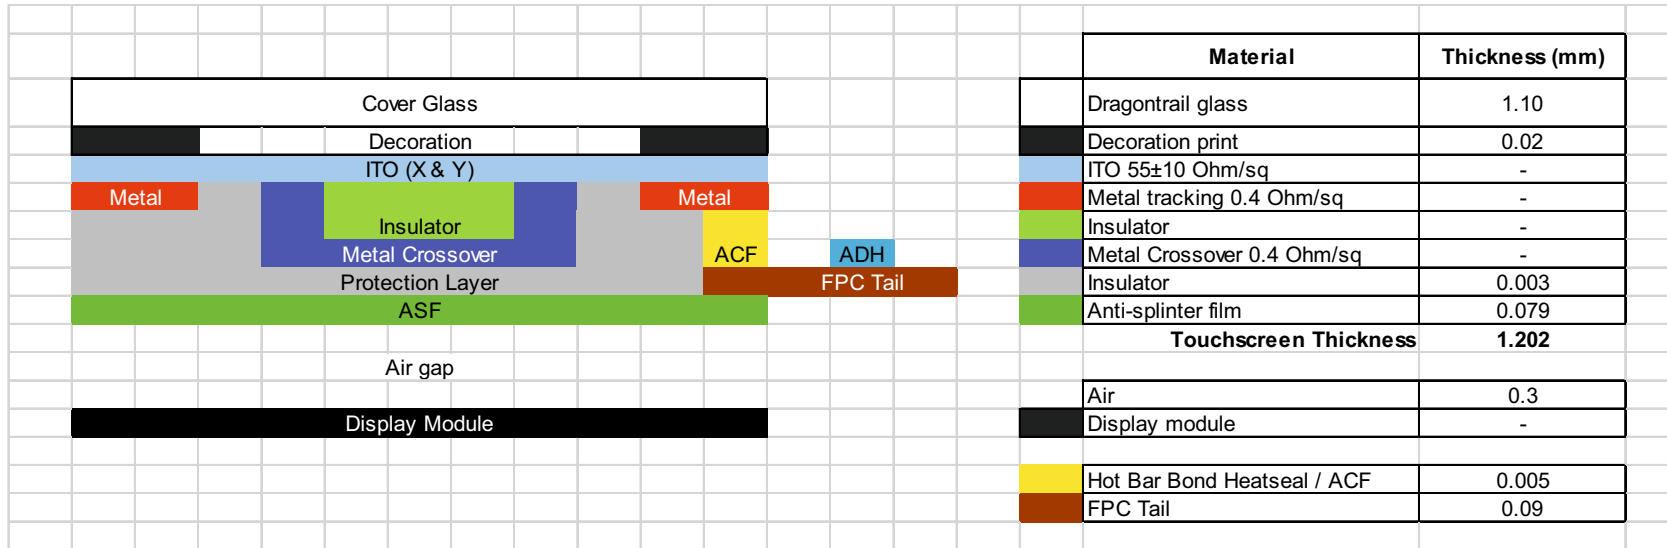 Material Thickness (mm)
Cover Glass Dragontrail glass 1.10
Decoration Decoration print 0.02
ITO (X & Y) ITO 55±10 Ohm/sq -
Metal Metal Metal tracking 0.4 Ohm/sq -
Insulator Insulator -
Metal Crossover ACF ADH Metal Crossover 0.4 Ohm/sq -
Protection Layer FPC Tail Insulator 0.003
ASF Anti-splinter film 0.079
Touchscreen Thickness 1.202
Air gap
Air 0.3
Display Module Display module -
Hot Bar Bond Heatseal / ACF 0.005
FPC Tail 0.09